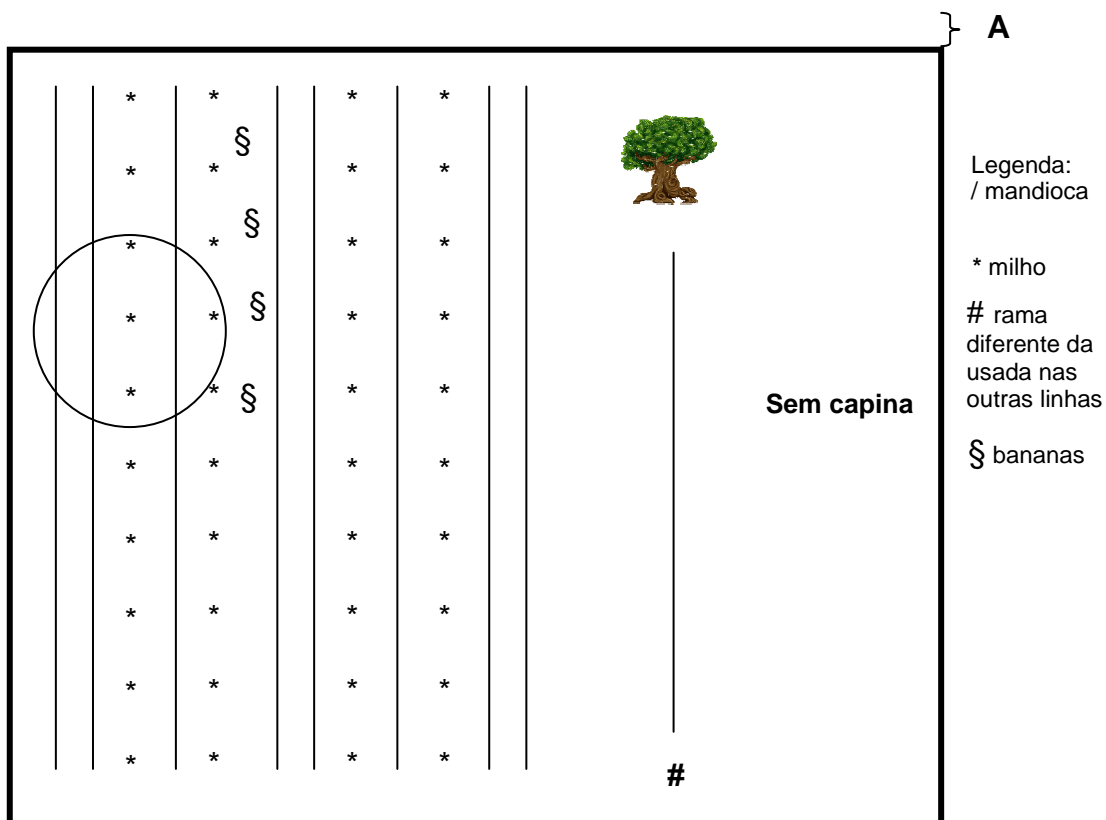 A
* * * *
§
* * * *
§
* * * *
§
* * * *
* * § * *
* * * *
* * * *
* * * *
* * * *
* * * *
Sem capina
#
Legenda:
/ mandioca
* milho
# rama
diferente da
usada nas
outras linhas
§ bananas